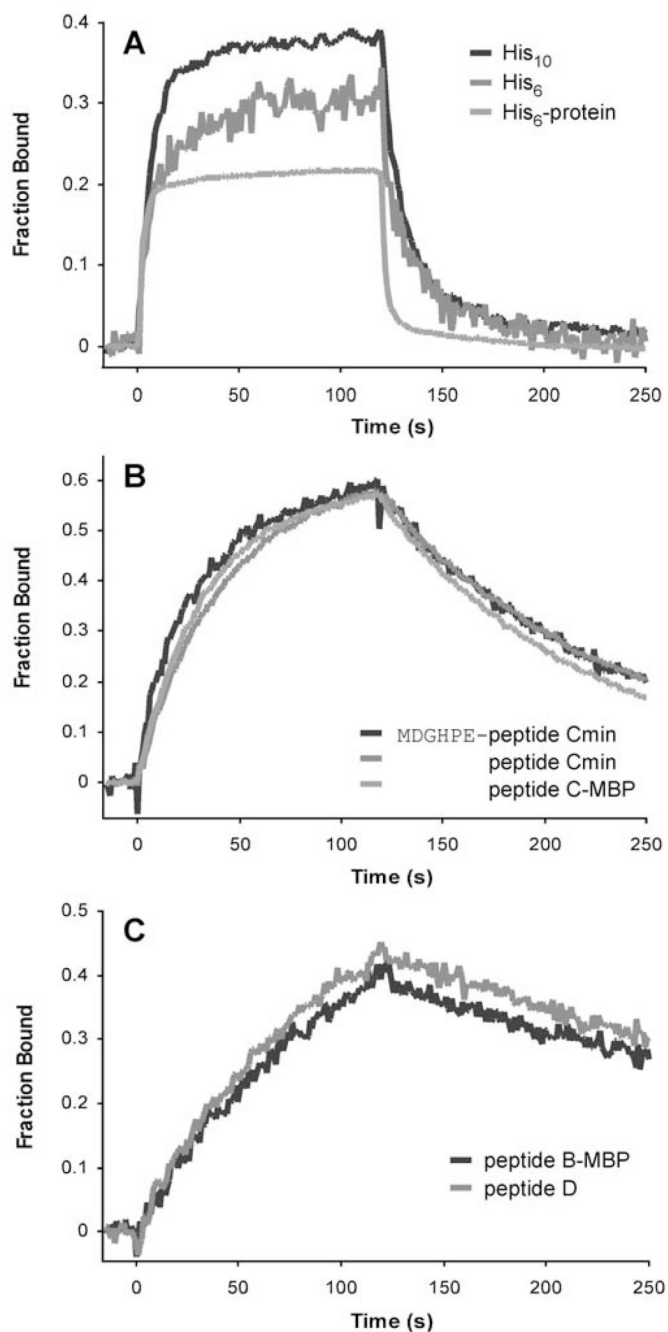 A
His10
His6
His6-protein
Fraction Bound
0.4
0.3
0.2
0.1
0
0 50 100 150 200 250
Time (s)
B
Fraction Bound
0.6
0.5
0.4
0.3
0.2
0.1
0
MDGHPE-peptide Cmin
peptide Cmin
peptide C-MBP
0 50 100 150 200 250
Time (s)
C
Fraction Bound
0.5
0.4
0.3
0.2
0.1
0
peptide B-MBP
peptide D
0 50 100 150 200 250
Time (s)